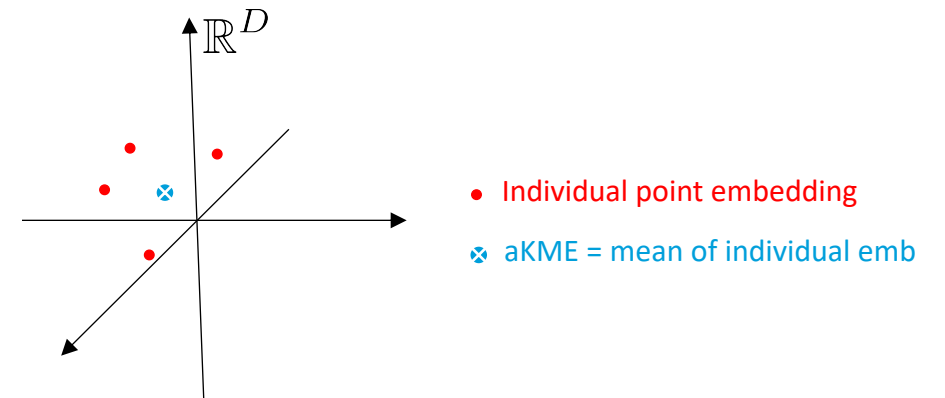 ℝ^D
Individual point embedding
aKME = mean of individual emb